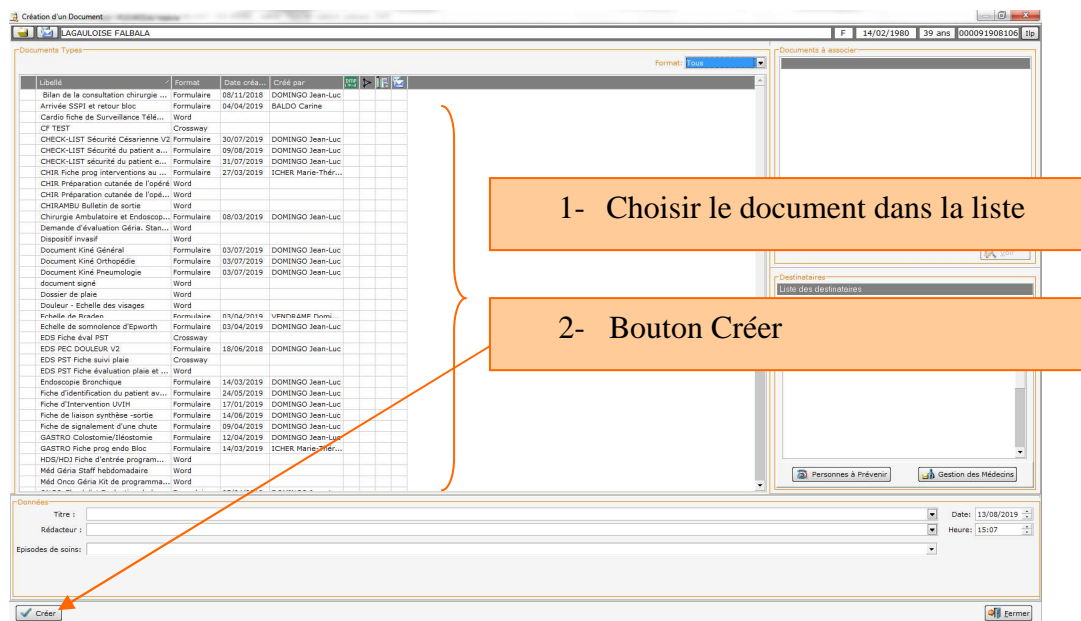 Création d'un Document
LAGAULOISE FALBALA F 14/02/1980 39 ans 000091908106 Ilp
Documents Types
Format: Tous
Libellé Format Date créa... Créé par
Bilan de la consultation chirurgie ... Formulaire 08/11/2018 DOMINGO Jean-Luc
Arrivée SSPI et retour bloc Formulaire 04/04/2019 BALDO Carine
Cardio fiche de Surveillance Télé... Word
CF TEST Crossway
CHECK-LIST Sécurité Césarienne V2 Formulaire 30/07/2019 DOMINGO Jean-Luc
CHECK-LIST Sécurité du patient a... Formulaire 09/08/2019 DOMINGO Jean-Luc
CHECK-LIST sécurité du patient e... Formulaire 31/07/2019 DOMINGO Jean-Luc
CHIR Fiche prog interventions au ... Formulaire 27/03/2019 ICHER Marie-Thér...
CHIR Préparation cutanée de l'opéré Word
CHIR Préparation cutanée de l'opé... Word
CHIRAMBU Bulletin de sortie Word
Chirurgie Ambulatoire et Endoscop... Formulaire 08/03/2019 DOMINGO Jean-Luc
Demande d'évaluation Géria. Stan... Word
Dispositif invasif Word
Document Kiné Général Formulaire 03/07/2019 DOMINGO Jean-Luc
Document Kiné Orthopédie Formulaire 03/07/2019 DOMINGO Jean-Luc
Document Kiné Pneumologie Formulaire 03/07/2019 DOMINGO Jean-Luc
document signé Word
Dossier de plaie Word
Douleur - Echelle des visages Word
Echelle de Braden Formulaire 03/04/2019 VENDRAME Domi...
Echelle de somnolence d'Epworth Formulaire 03/04/2019 DOMINGO Jean-Luc
EDS Fiche éval PST Crossway
EDS PEC DOULEUR V2 Formulaire 18/06/2018 DOMINGO Jean-Luc
EDS PST Fiche suivi plaie Crossway
EDS PST Fiche évaluation plaie et ... Word
Endoscopie Bronchique Formulaire 14/03/2019 DOMINGO Jean-Luc
Fiche d'identification du patient av... Formulaire 24/05/2019 DOMINGO Jean-Luc
Fiche d'Intervention UVIH Formulaire 17/01/2019 DOMINGO Jean-Luc
Fiche de liaison synthèse -sortie Formulaire 14/06/2019 DOMINGO Jean-Luc
Fiche de signalement d'une chute Formulaire 09/04/2019 DOMINGO Jean-Luc
GASTRO Colostomie/Iléostomie Formulaire 12/04/2019 DOMINGO Jean-Luc
GASTRO Fiche prog endo Bloc Formulaire 14/03/2019 ICHER Marie-Thér...
HDS/HDJ Fiche d'entrée program... Word
Méd Géria Staff hebdomadaire Word
Méd Onco Géria Kit de programma... Word
Documents à associer
1- Choisir le document dans la liste
Voir
Destinataires
Liste des destinataires
2- Bouton Créer
Personnes à Prévenir Gestion des Médecins
Données
Titre : Date: 13/08/2019
Rédacteur : Heure: 15:07
Episodes de soins:
Créer Fermer